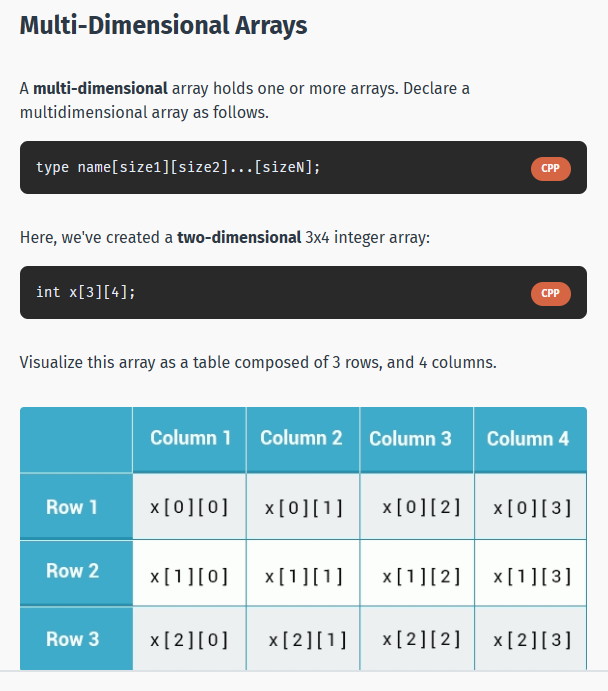 Multi-Dimensional Arrays
A multi-dimensional array holds one or more arrays. Declare a
multidimensional array as follows.
type name[size1][size2]...[sizeN];
CPP
Here, we've created a two-dimensional 3x4 integer array:
int x[3][4];
CPP
Visualize this array as a table composed of 3 rows, and 4 columns.
Column 1 Column 2 Column 3 Column 4
Row 1 x[0][0] x[0][1] x[0][2] x[0][3]
Row 2 x[1][0] x[1][1] x[1][2] x[1][3]
Row 3 x[2][0] x[2][1] x[2][2] x[2][3]